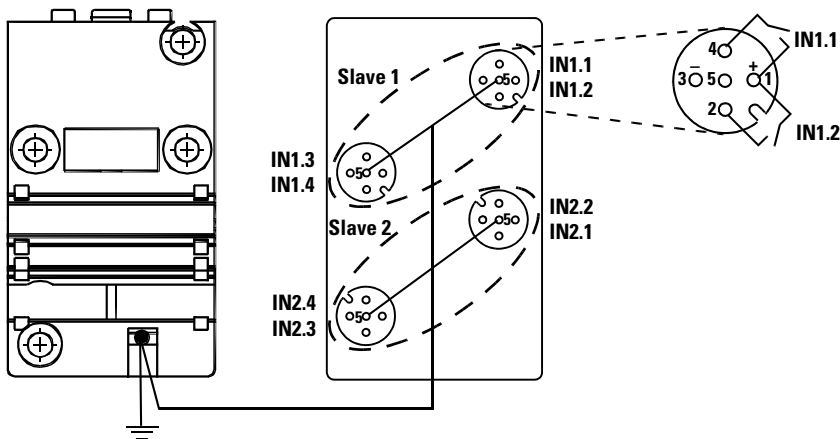 Slave 1
IN1.1
IN1.2
5
IN1.3
IN1.4
5
Slave 2
IN2.2
IN2.1
5
IN2.4
IN2.3
5
4
IN1.1
3 − 5 + 1
2
IN1.2